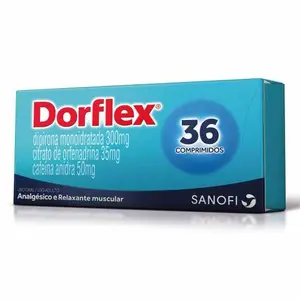 Dorflex®
dipirona monoidratada 300mg
citrato de orfenadrina 35mg
cafeína anidra 50mg
36
COMPRIMIDOS
Analgésico e Relaxante muscular
SANOFI